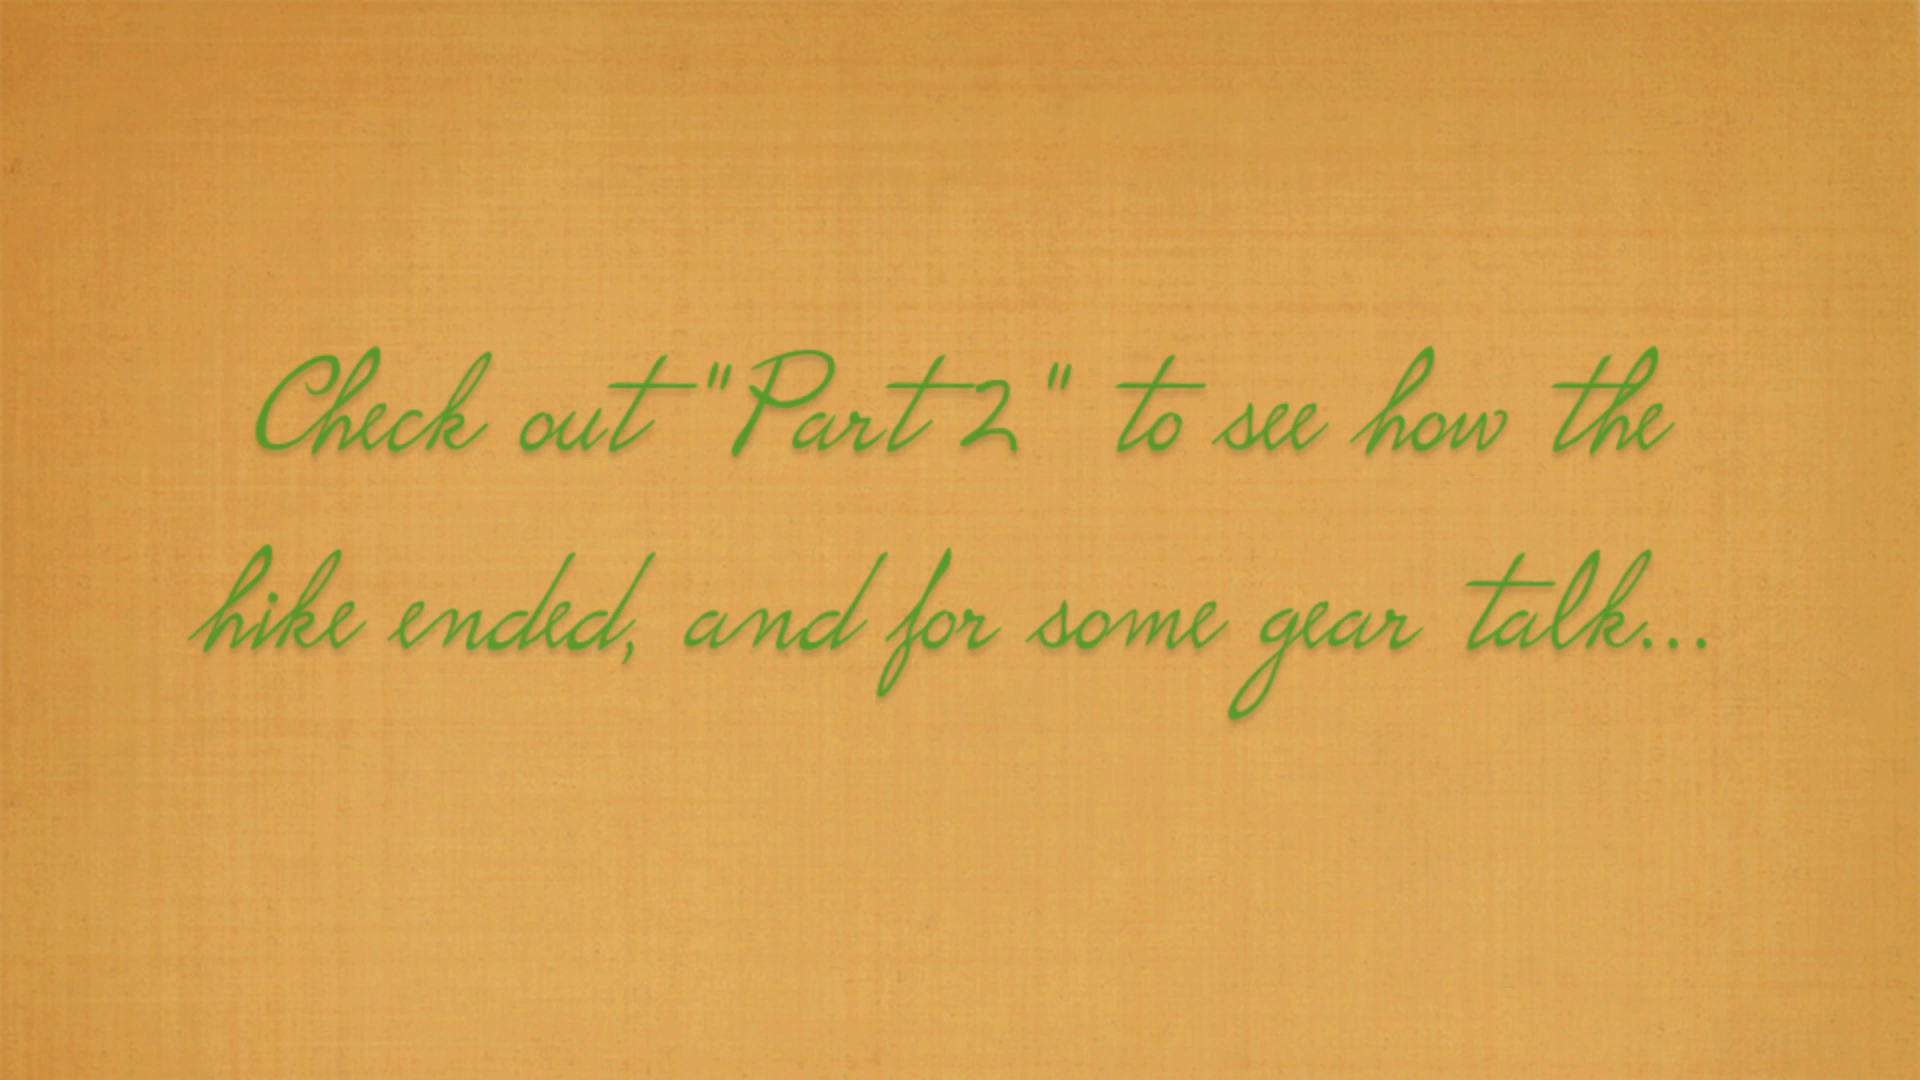 Check out "Part 2" to see how the
hike ended, and for some gear talk...